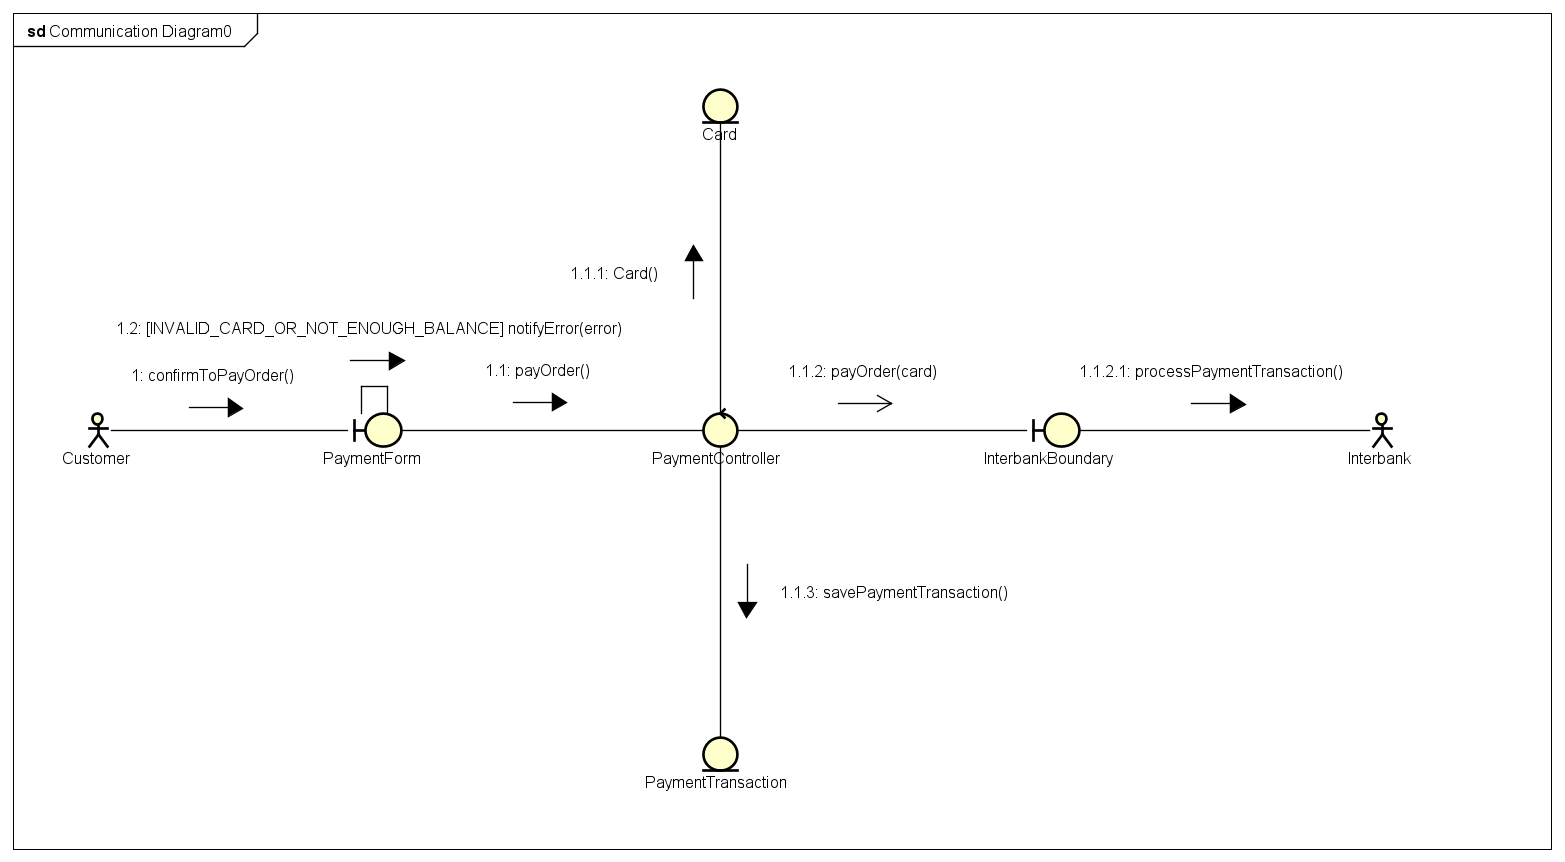 sd Communication Diagram0
Card
1.1.1: Card()
1.2: [INVALID_CARD_OR_NOT_ENOUGH_BALANCE] notifyError(error)
1: confirmToPayOrder()
1.1: payOrder()
1.1.2: payOrder(card)
1.1.2.1: processPaymentTransaction()
Customer
PaymentForm
PaymentController
InterbankBoundary
Interbank
1.1.3: savePaymentTransaction()
PaymentTransaction